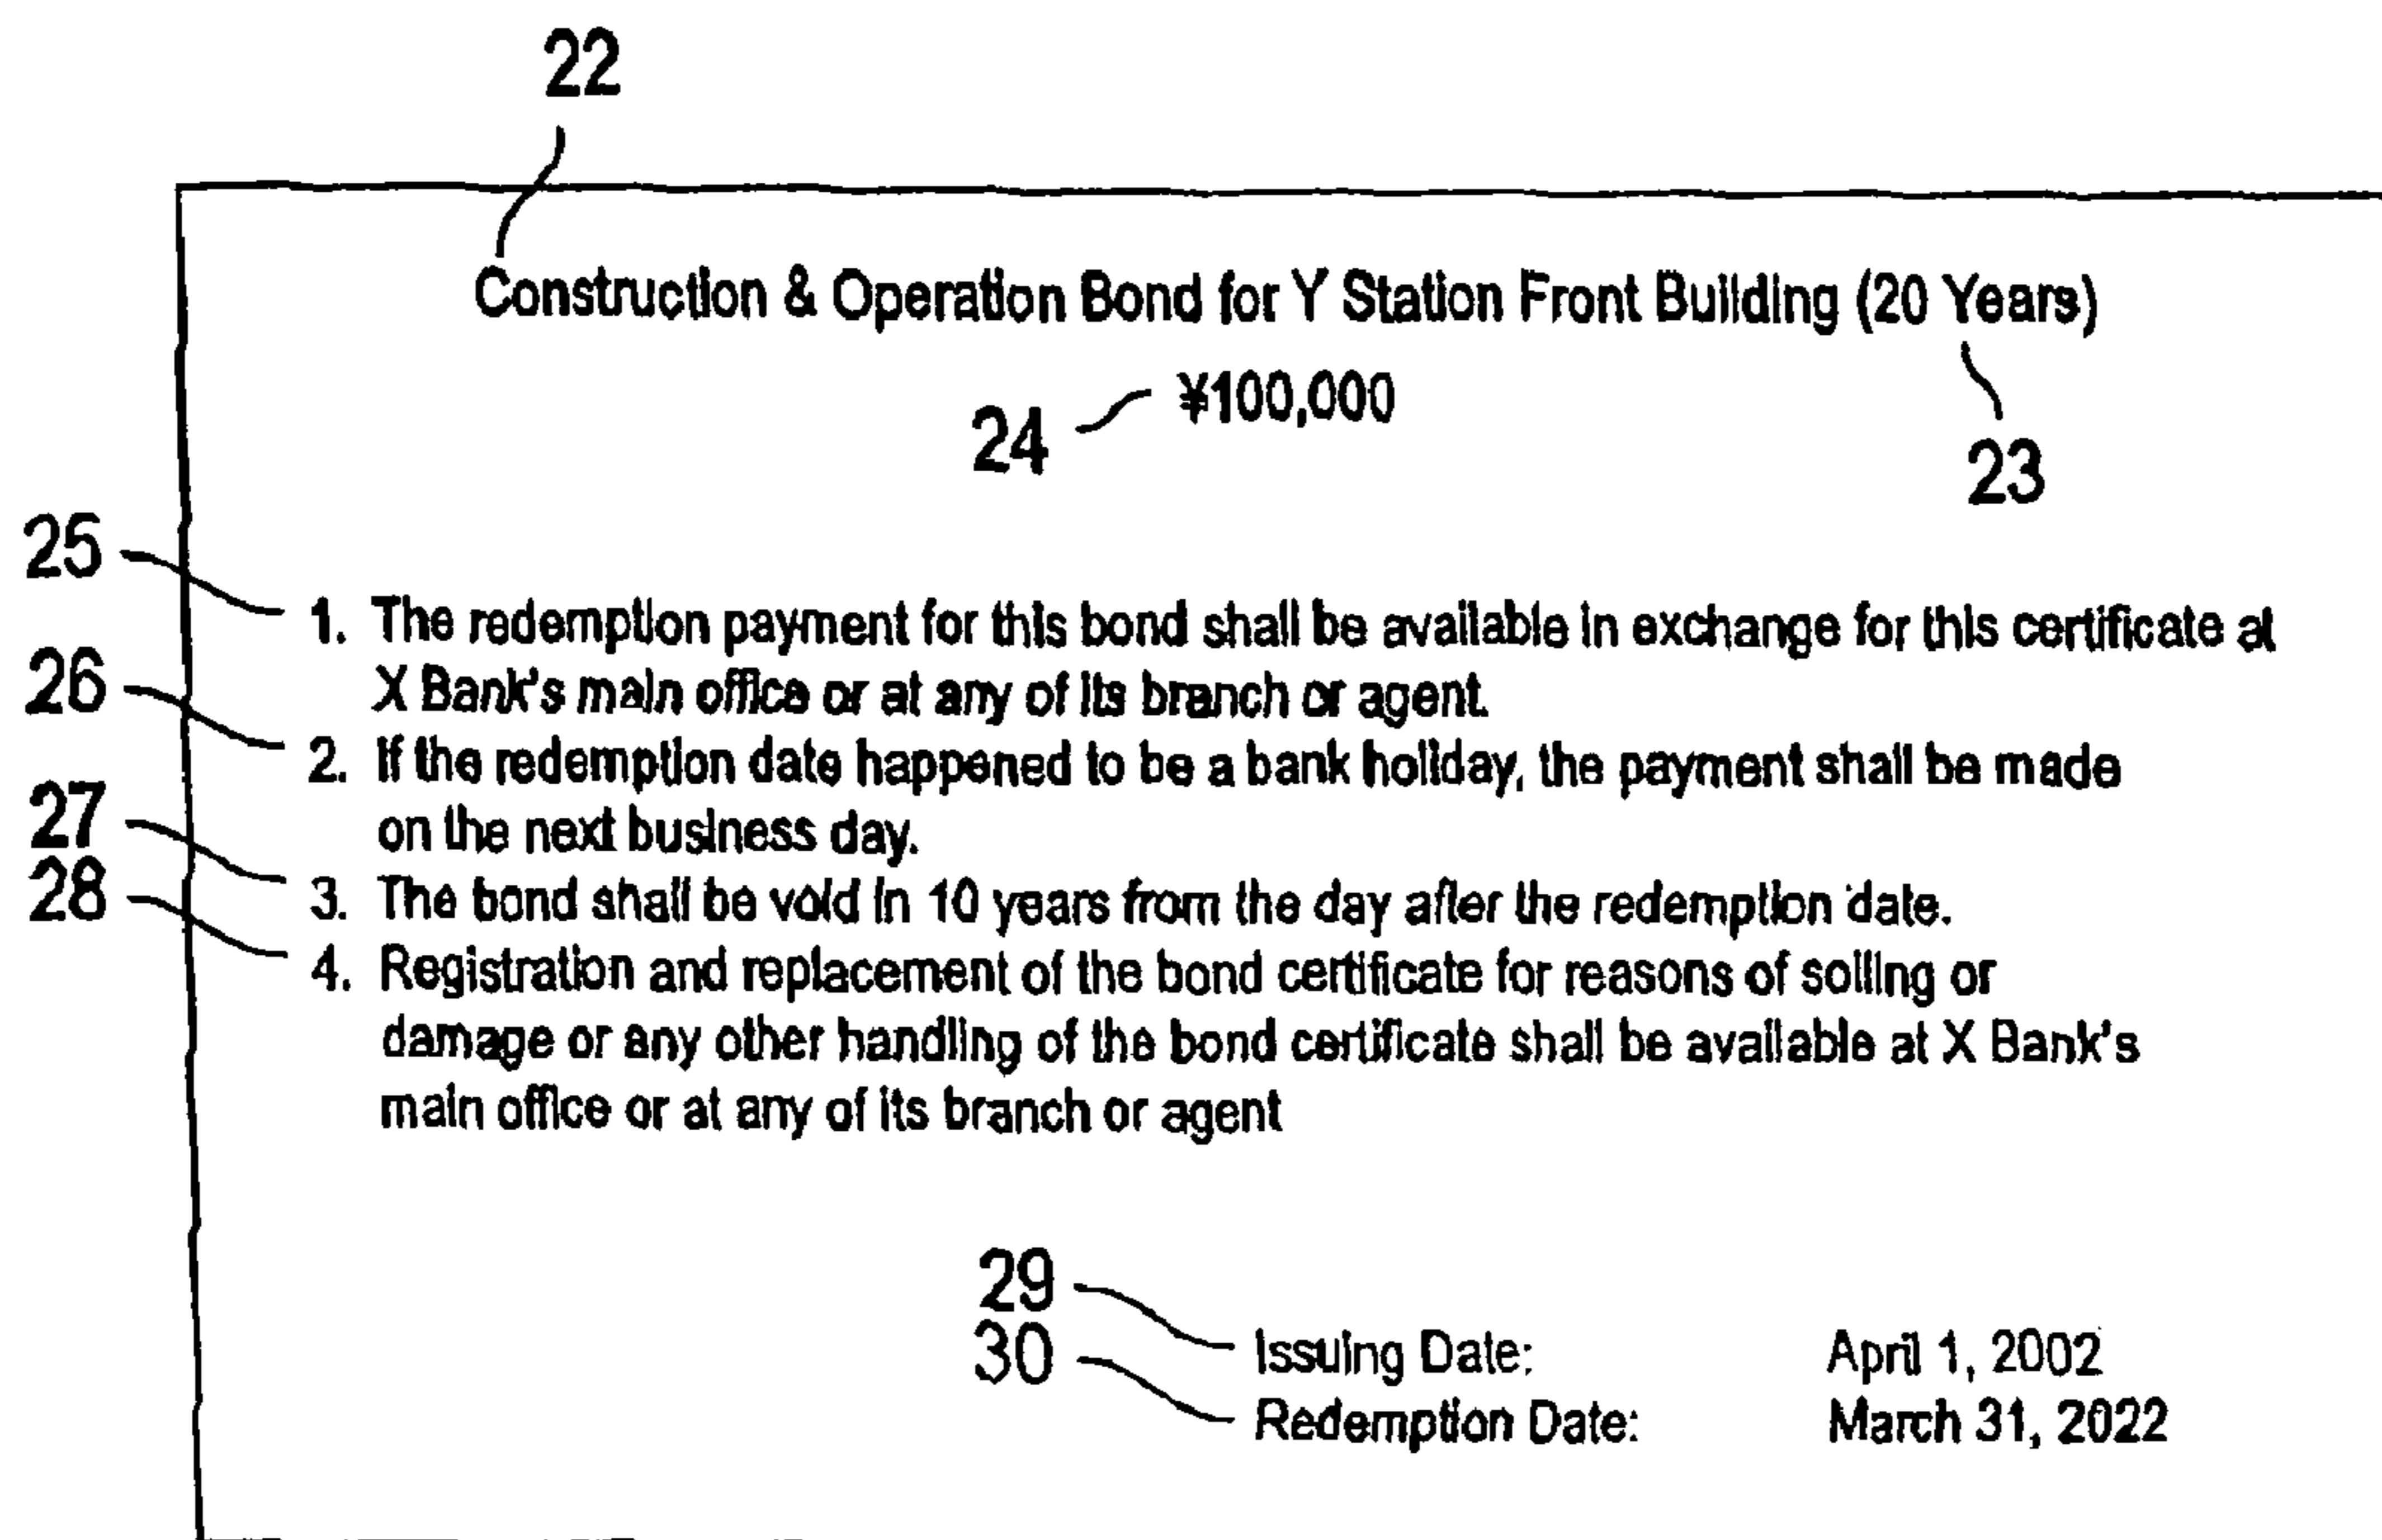 22
Construction & Operation Bond for Y Station Front Building (20 Years)
24 ¥100,000
23
25
1. The redemption payment for this bond shall be available in exchange for this certificate at
26
X Bank's main office or at any of its branch or agent.
2. If the redemption date happened to be a bank holiday, the payment shall be made
27
on the next business day.
28
3. The bond shall be void in 10 years from the day after the redemption date.
4. Registration and replacement of the bond certificate for reasons of soiling or
damage or any other handling of the bond certificate shall be available at X Bank's
main office or at any of its branch or agent
29
Issuing Date: April 1, 2002
30
Redemption Date: March 31, 2022